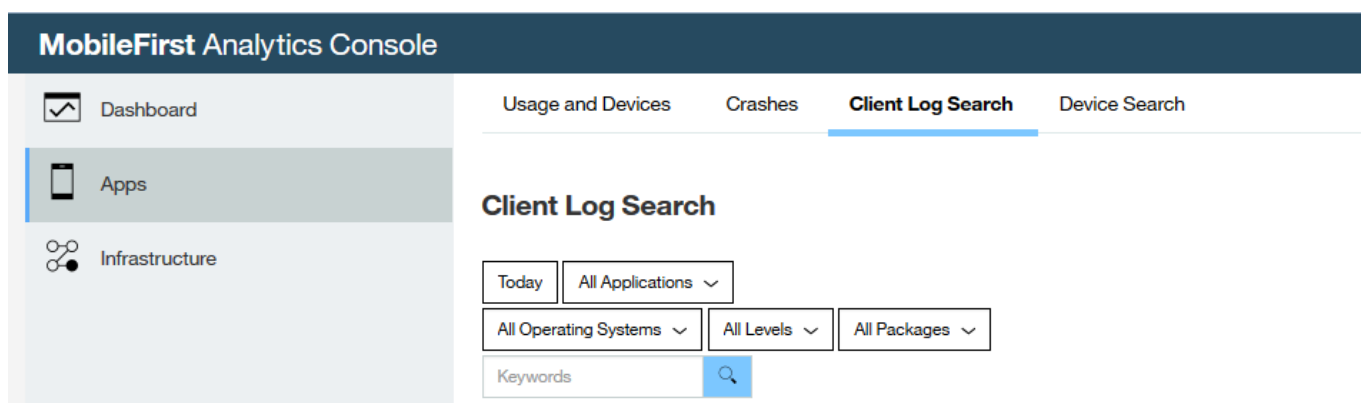 MobileFirst Analytics Console
Dashboard
Apps
Infrastructure
Usage and Devices Crashes Client Log Search Device Search
Client Log Search
Today All Applications
All Operating Systems All Levels All Packages
Keywords